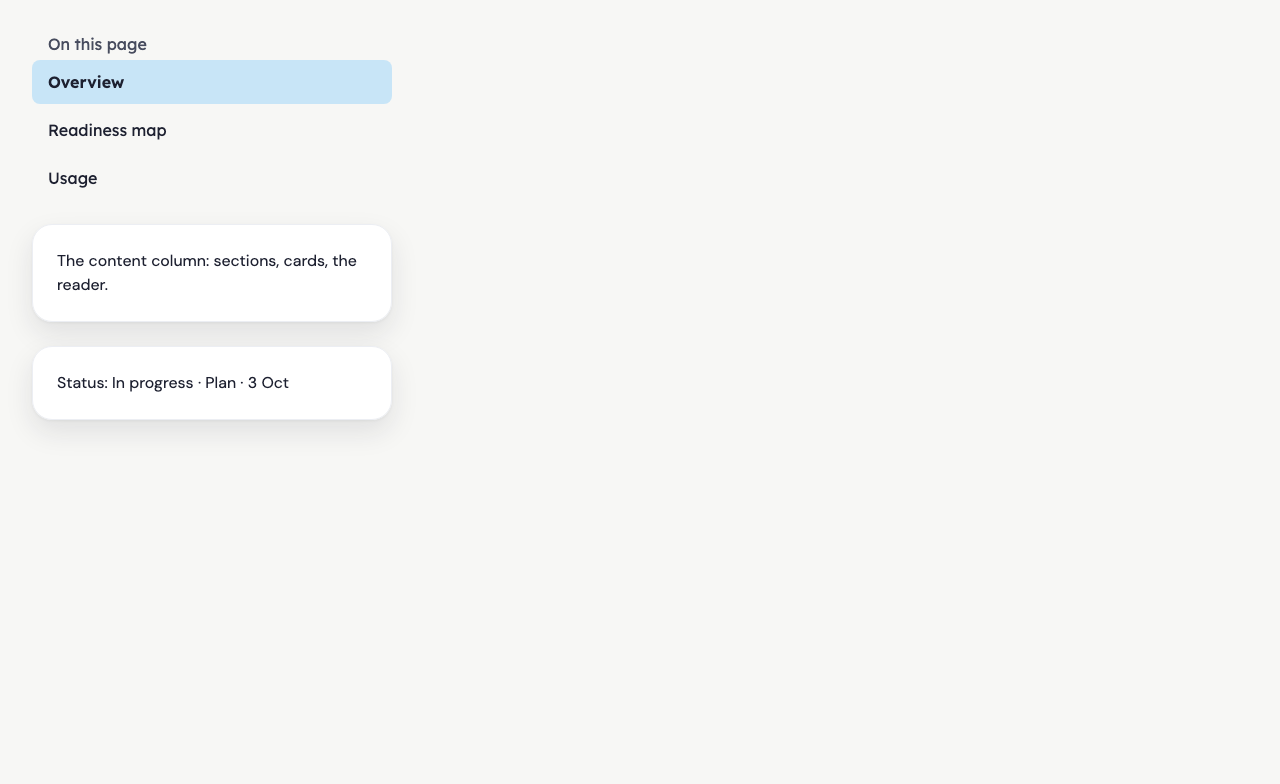 On this page
Overview
Readiness map
Usage
The content column: sections, cards, the
reader.
Status: In progress · Plan · 3 Oct